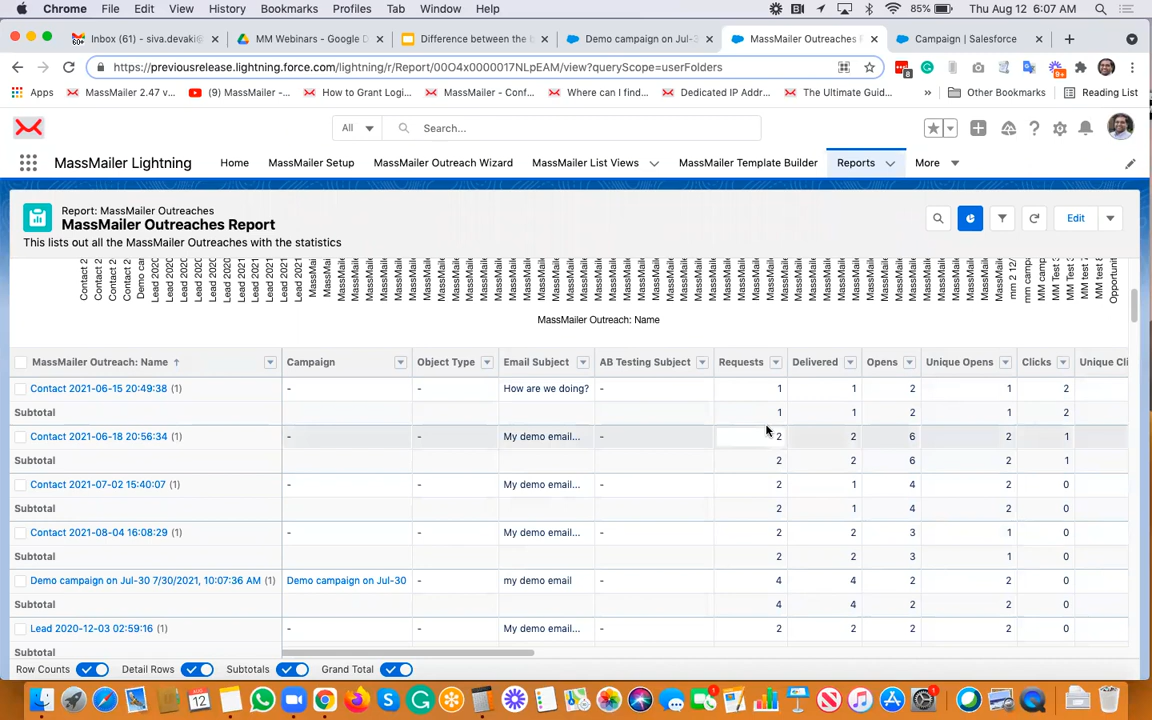 Chrome File Edit View History Bookmarks Profiles Tab Window Help 85% Thu Aug 12 6:07 AM
Inbox (61) - siva.devaki@ MM Webinars - Google D Difference between the b Demo campaign on Jul-3 MassMailer Outreaches R Campaign | Salesforce
https://previousrelease.lightning.force.com/lightning/r/Report/00O4x0000017NLpEAM/view?queryScope=userFolders
Apps MassMailer 2.47 v... (9) MassMailer -... How to Grant Logi... MassMailer - Conf... Where can I find... Dedicated IP Addr... The Ultimate Guid... » Other Bookmarks Reading List
All Search...
MassMailer Lightning Home MassMailer Setup MassMailer Outreach Wizard MassMailer List Views MassMailer Template Builder Reports More
Report: MassMailer Outreaches
MassMailer Outreaches Report
This lists out all the MassMailer Outreaches with the statistics
Edit
MassMailer Outreach: Name
MassMailer Outreach: Name ↑ Campaign Object Type Email Subject AB Testing Subject Requests Delivered Opens Unique Opens Clicks Unique Cli
Contact 2021-06-15 20:49:38 (1) - - How are we doing? - 1 1 2 1 2
Subtotal 1 1 2 1 2
Contact 2021-06-18 20:56:34 (1) - - My demo email... - 2 2 6 2 1
Subtotal 2 2 6 2 1
Contact 2021-07-02 15:40:07 (1) - - My demo email... - 2 1 4 2 0
Subtotal 2 1 4 2 0
Contact 2021-08-04 16:08:29 (1) - - My demo email... - 2 2 3 1 0
Subtotal 2 2 3 1 0
Demo campaign on Jul-30 7/30/2021, 10:07:36 AM (1) Demo campaign on Jul-30 - my demo email - 4 4 2 2 0
Subtotal 4 4 2 2 0
Lead 2020-12-03 02:59:16 (1) - - My demo email... - 2 2 2 2 0
Subtotal
Row Counts Detail Rows Subtotals Grand Total